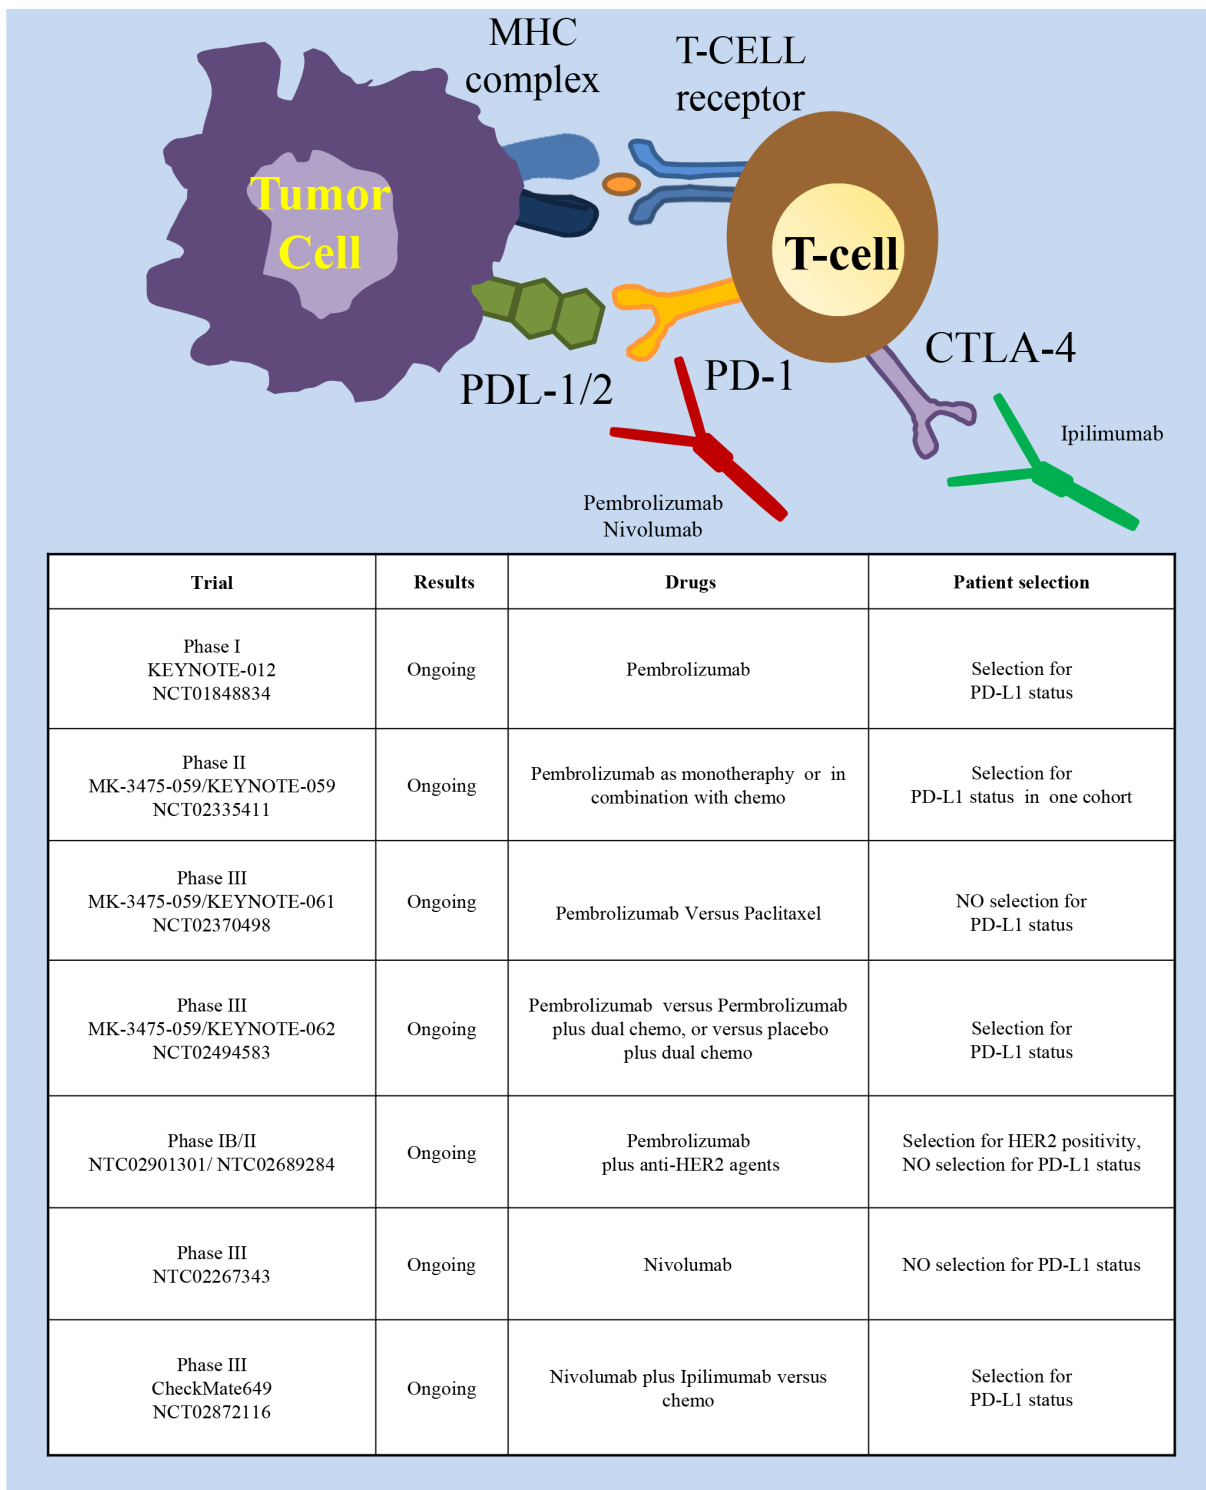 MHC
complex
T-CELL
receptor
Tumor
Cell
T-cell
CTLA-4
PD-1
PDL-1/2
Ipilimumab
Pembrolizumab
Nivolumab
Trial
Results
Drugs
Patient selection
Phase I
KEYNOTE-012
NCT01848834
Ongoing
Pembrolizumab
Selection for
PD-L1 status
Phase II
MK-3475-059/KEYNOTE-059
NCT02335411
Ongoing
Pembrolizumab as monotheraphy or in
combination with chemo
Selection for
PD-L1 status in one cohort
Phase III
MK-3475-059/KEYNOTE-061
NCT02370498
Ongoing
Pembrolizumab Versus Paclitaxel
NO selection for
PD-L1 status
Phase III
MK-3475-059/KEYNOTE-062
NCT02494583
Ongoing
Pembrolizumab versus Permbrolizumab
plus dual chemo, or versus placebo
plus dual chemo
Selection for
PD-L1 status
Phase IB/II
NTC02901301/ NTC02689284
Ongoing
Pembrolizumab
plus anti-HER2 agents
Selection for HER2 positivity,
NO selection for PD-L1 status
Phase III
NTC02267343
Ongoing
Nivolumab
NO selection for PD-L1 status
Phase III
CheckMate649
NCT02872116
Ongoing
Nivolumab plus Ipilimumab versus
chemo
Selection for
PD-L1 status